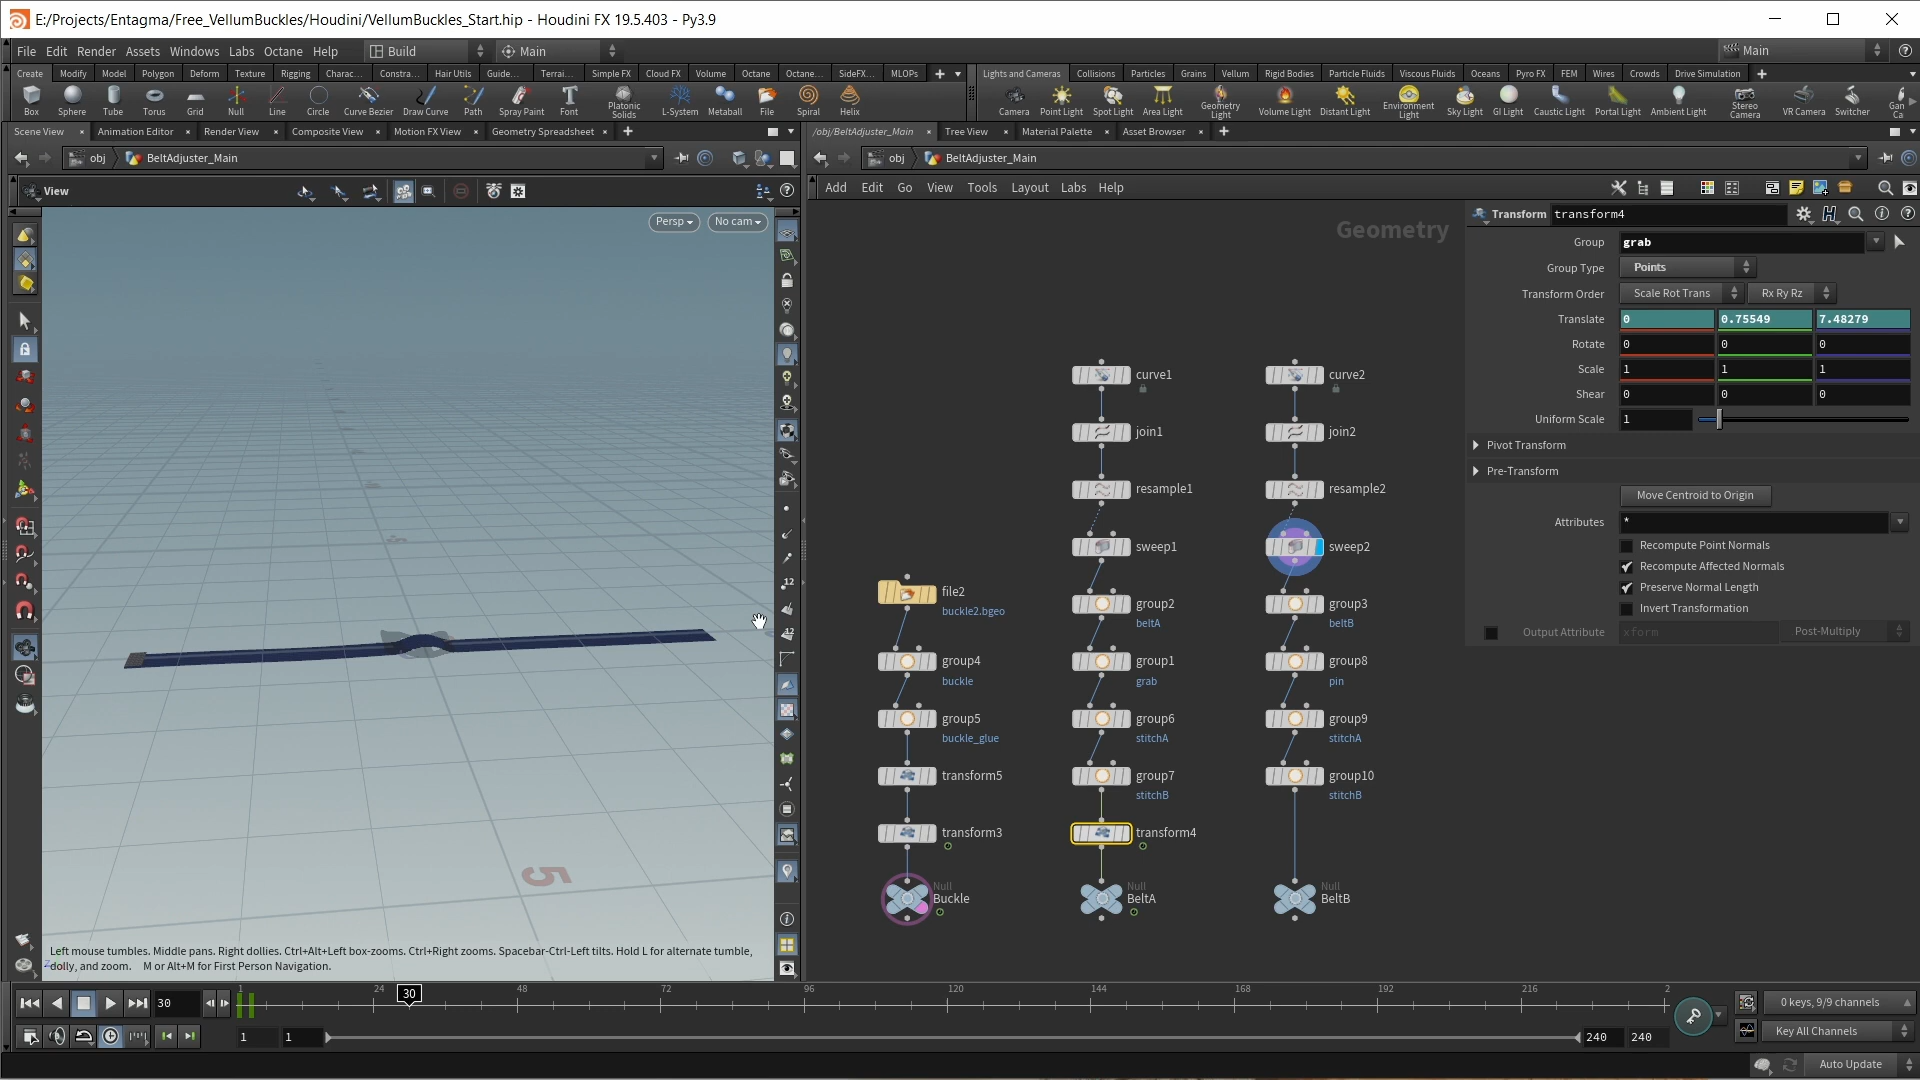 E:/Projects/Entagma/Free_VellumBuckles/Houdini/VellumBuckles_Start.hip - Houdini FX 19.5.403 - Py3.9
File Edit Render Assets Windows Labs Octane Help Build Main Main
Create Modify Model Polygon Deform Texture Rigging Charac... Constra... Hair Utils Guide... Terrai... Simple FX Cloud FX Volume Octane Octane... SideFX... MLOPs
Lights and Cameras Collisions Particles Grains Vellum Rigid Bodies Particle Fluids Viscous Fluids Oceans Pyro FX FEM Wires Crowds Drive Simulation
Box Sphere Tube Torus Grid Null Line Circle Curve Bezier Draw Curve Path Spray Paint Font Platonic Solids L-System Metaball File Spiral Helix
Camera Point Light Spot Light Area Light Geometry Light Volume Light Distant Light Environment Light Sky Light GI Light Caustic Light Portal Light Ambient Light Stereo Camera VR Camera Switcher Gan Ca
Scene View Animation Editor Render View Composite View Motion FX View Geometry Spreadsheet
/obj/BeltAdjuster_Main Tree View Material Palette Asset Browser
obj BeltAdjuster_Main
obj BeltAdjuster_Main
View
Add Edit Go View Tools Layout Labs Help
Persp No cam
Geometry
Transform transform4
Group grab
Group Type Points
Transform Order Scale Rot Trans Rx Ry Rz
Translate 0 0.75549 7.48279
Rotate 0 0 0
Scale 1 1 1
Shear 0 0 0
Uniform Scale 1
Pivot Transform
Pre-Transform
Move Centroid to Origin
Attributes *
Recompute Point Normals
Recompute Affected Normals
Preserve Normal Length
Invert Transformation
Output Attribute xform Post-Multiply
curve1 curve2
join1 join2
resample1 resample2
sweep1 sweep2
file2
buckle2.bgeo
group2 group3
beltA beltB
group4 group1 group8
buckle grab pin
group5 group6 group9
buckle_glue stitchA stitchA
transform5 group7 group10
stitchB stitchB
transform3 transform4
Null Null Null
Buckle BeltA BeltB
12
12
5
Left mouse tumbles. Middle pans. Right dollies. Ctrl+Alt+Left box-zooms. Ctrl+Right zooms. Spacebar-Ctrl-Left tilts. Hold L for alternate tumble,
dolly, and zoom. M or Alt+M for First Person Navigation.
30 1 24 30 48 72 96 120 144 168 192 216 2
0 keys, 9/9 channels
1 1 240 240 Key All Channels
Auto Update